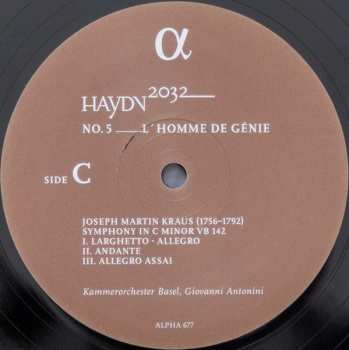 α
HAYDN2032
NO. 5 — L´HOMME DE GÉNIE
SIDE C
JOSEPH MARTIN KRAUS (1756–1792)
SYMPHONY IN C MINOR VB 142
I. LARGHETTO - ALLEGRO
II. ANDANTE
III. ALLEGRO ASSAI
Kammerorchester Basel, Giovanni Antonini
ALPHA 677